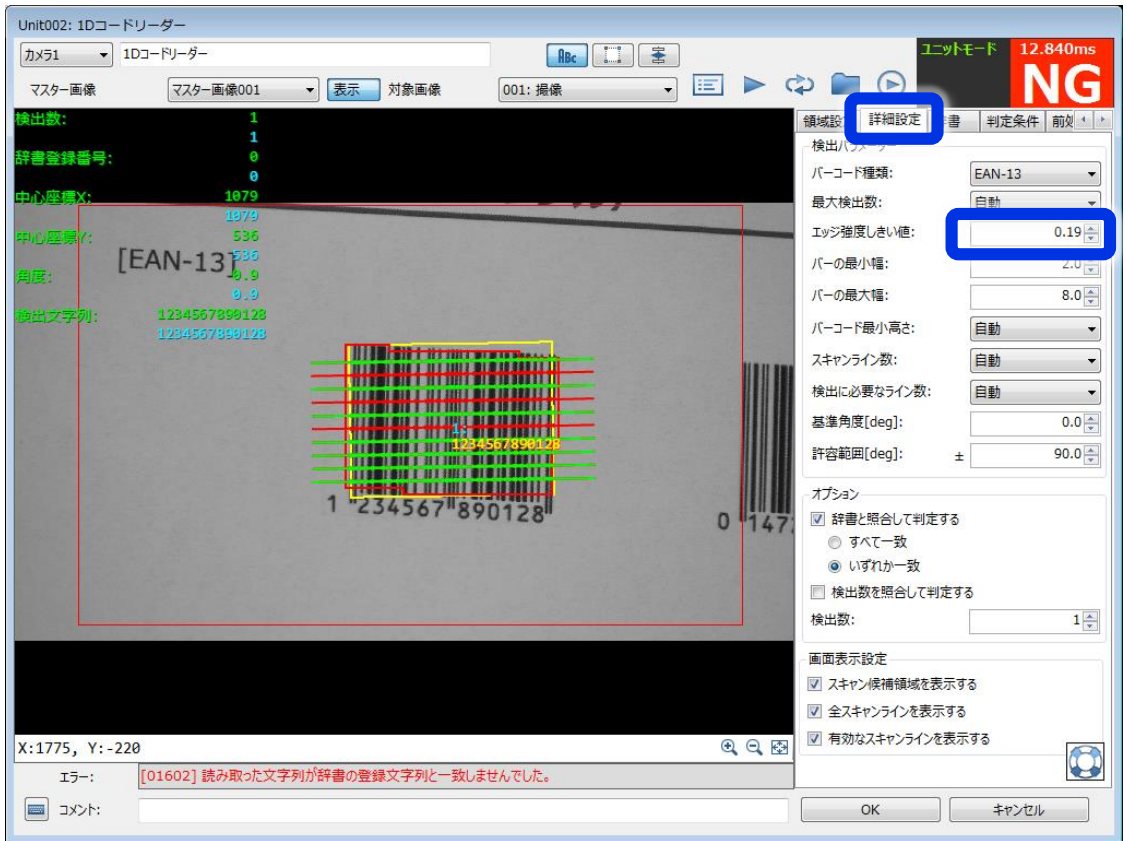 Unit002: 1Dコードリーダー
カメラ1
1Dコードリーダー
ABc
ユニットモード
12.840ms
NG
マスター画像
マスター画像001
表示
対象画像
001: 撮像
領域設
詳細設定
書
判定条件
検出数:
1
1
辞書登録番号:
0
0
中心座標X:
1079
1079
中心座標Y:
536
536
角度:
0.9
0.9
検出文字列:
1234567890128
1234567890128
[EAN-13]
1:
1234567890128
1 234567 890128
0 147
検出パラメーター
バーコード種類:
EAN-13
最大検出数:
自動
エッジ強度しきい値:
0.19
バーの最小幅:
2.0
バーの最大幅:
8.0
バーコード最小高さ:
自動
スキャンライン数:
自動
検出に必要なライン数:
自動
基準角度[deg]:
0.0
許容範囲[deg]:
±
90.0
オプション
辞書と照合して判定する
すべて一致
いずれか一致
検出数を照合して判定する
検出数:
1
画面表示設定
スキャン候補領域を表示する
全スキャンラインを表示する
有効なスキャンラインを表示する
X:1775, Y:-220
エラー:
[01602] 読み取った文字列が辞書の登録文字列と一致しませんでした。
コメント:
OK
キャンセル